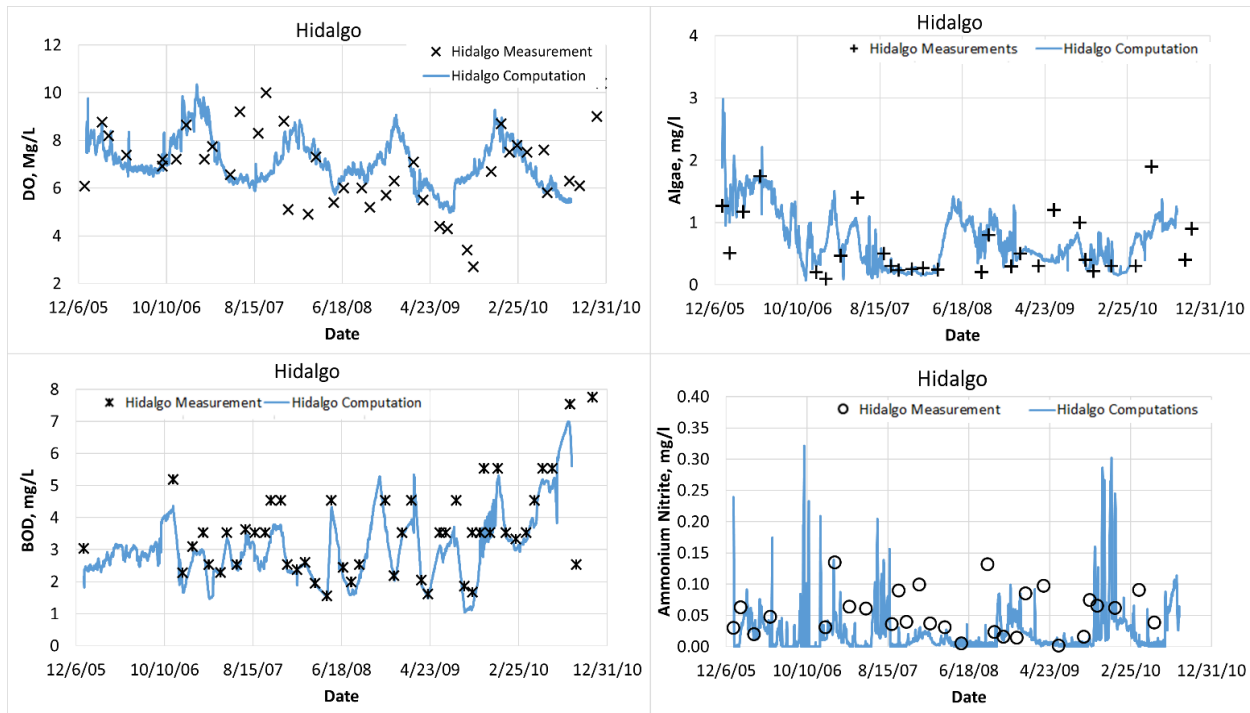 Hidalgo
DO, Mg/L
12
10
8
6
4
2
Hidalgo Measurement
Hidalgo Computation
12/6/05 10/10/06 8/15/07 6/18/08 4/23/09 2/25/10 12/31/10
Date
Hidalgo
Algae, mg/l
4
3
2
1
0
Hidalgo Measurements Hidalgo Computation
12/6/05 10/10/06 8/15/07 6/18/08 4/23/09 2/25/10 12/31/10
Date
Hidalgo
BOD, mg/L
8
7
6
5
4
3
2
1
0
Hidalgo Measurement Hidalgo Computation
12/6/05 10/10/06 8/15/07 6/18/08 4/23/09 2/25/10 12/31/10
Date
Hidalgo
Ammonium Nitrite, mg/l
0.40
0.35
0.30
0.25
0.20
0.15
0.10
0.05
0.00
Hidalgo Measurement Hidalgo Computations
12/6/05 10/10/06 8/15/07 6/18/08 4/23/09 2/25/10 12/31/10
Date